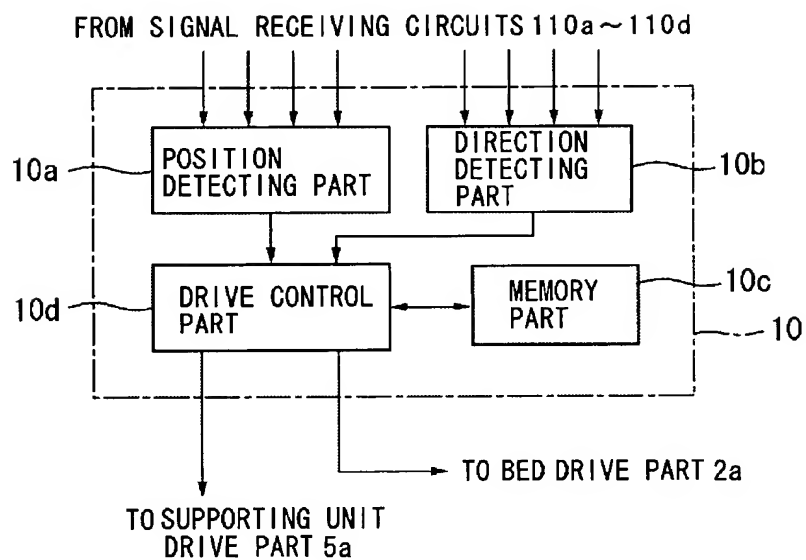 FROM SIGNAL RECEIVING CIRCUITS 110a~110d
10a
POSITION
DETECTING PART
DIRECTION
DETECTING
PART
10b
10d
DRIVE CONTROL
PART
MEMORY
PART
10c
10
TO BED DRIVE PART 2a
TO SUPPORTING UNIT
DRIVE PART 5a